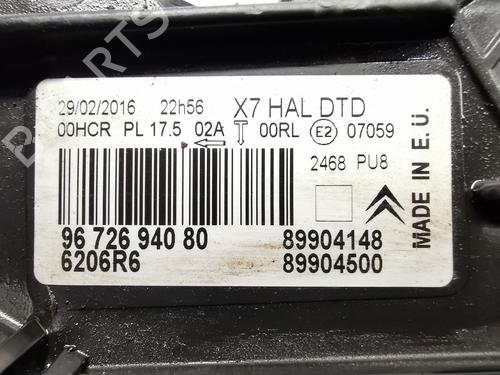 PARTS
29/02/2016 22h56 X7 HAL DTD
00HCR PL 17.5 02A 00RL E2 07059
2468 PU8
96 726 940 80 89904148
6206R6 89904500
MADE IN E.U.